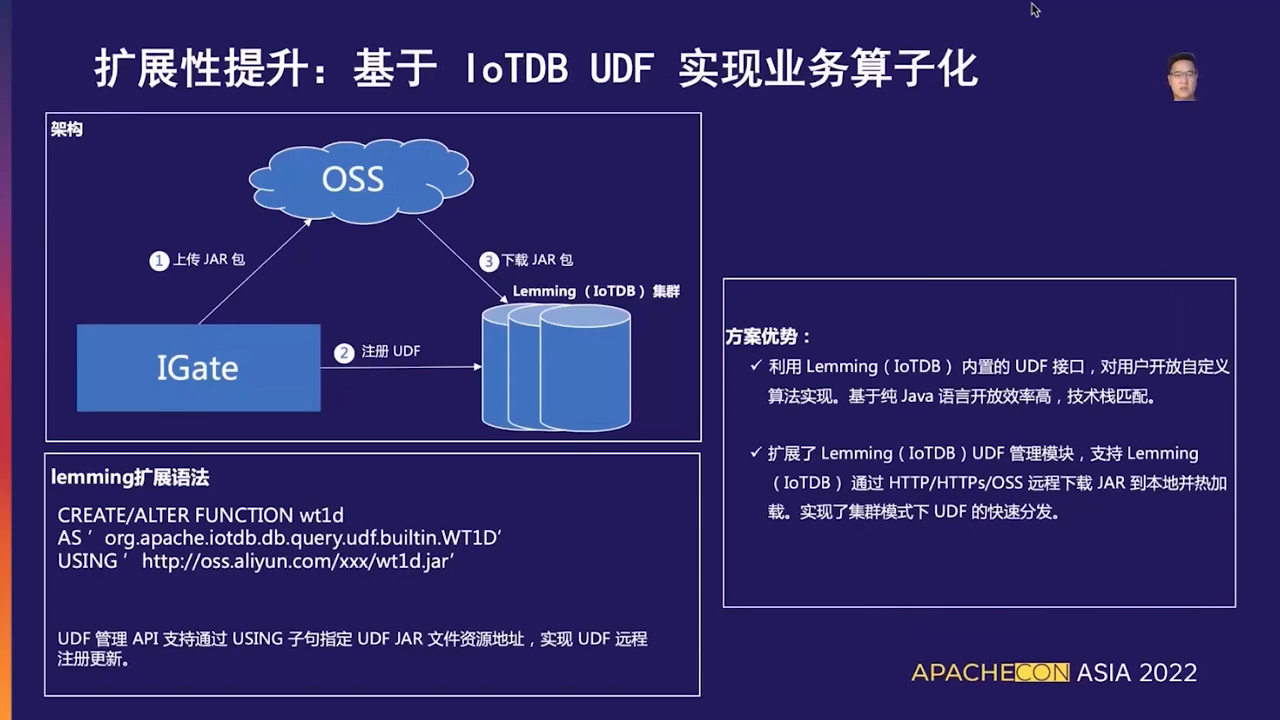 扩展性提升：基于 IoTDB UDF 实现业务算子化
架构
OSS
1 上传 JAR 包
3 下载 JAR 包
Lemming （IoTDB）集群
IGate
2 注册 UDF
lemming扩展语法
CREATE/ALTER FUNCTION wt1d
AS ’ org.apache.iotdb.db.query.udf.builtin.WT1D’
USING ’ http://oss.aliyun.com/xxx/wt1d.jar’
UDF 管理 API 支持通过 USING 子句指定 UDF JAR 文件资源地址，实现 UDF 远程
注册更新。
方案优势：
✓ 利用 Lemming（IoTDB） 内置的 UDF 接口，对用户开放自定义
算法实现。基于纯 Java 语言开放效率高，技术栈匹配。
✓ 扩展了 Lemming（IoTDB）UDF 管理模块，支持 Lemming
（IoTDB） 通过 HTTP/HTTPs/OSS 远程下载 JAR 到本地并热加
载。实现了集群模式下 UDF 的快速分发。
APACHECON ASIA 2022